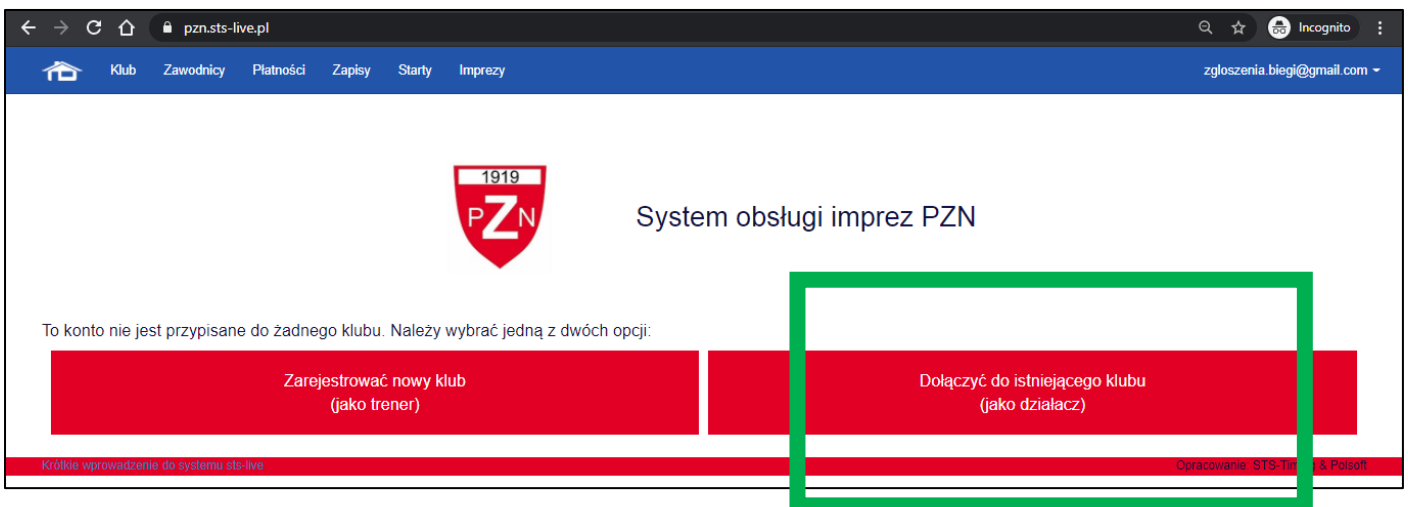 pzn.sts-live.pl Incognito
Klub Zawodnicy Płatności Zapisy Starty Imprezy zgloszenia.biegi@gmail.com
1919
PZN
System obsługi imprez PZN
To konto nie jest przypisane do żadnego klubu. Należy wybrać jedną z dwóch opcji:
Zarejestrować nowy klub
(jako trener)
Dołączyć do istniejącego klubu
(jako działacz)
Krótkie wprowadzenie do systemu sts-live
Opracowanie: STS-Timing & Polsoft